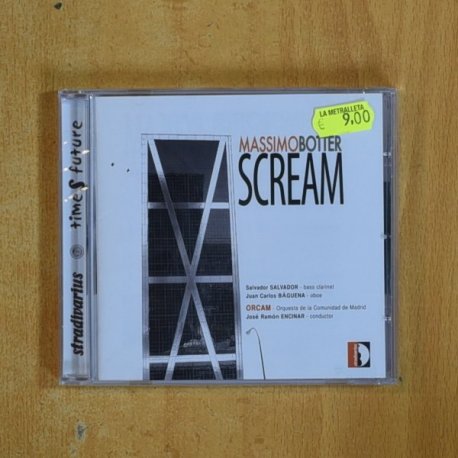 LA METRALLETA
€ 9,00
MASSIMOBOTTER
SCREAM
Salvador SALVADOR - bass clarinet
Juan Carlos BÁGUENA - oboe
ORCAM - Orquesta de la Comunidad de Madrid
José Ramón ENCINAR - conductor
stradivarius @ time S future